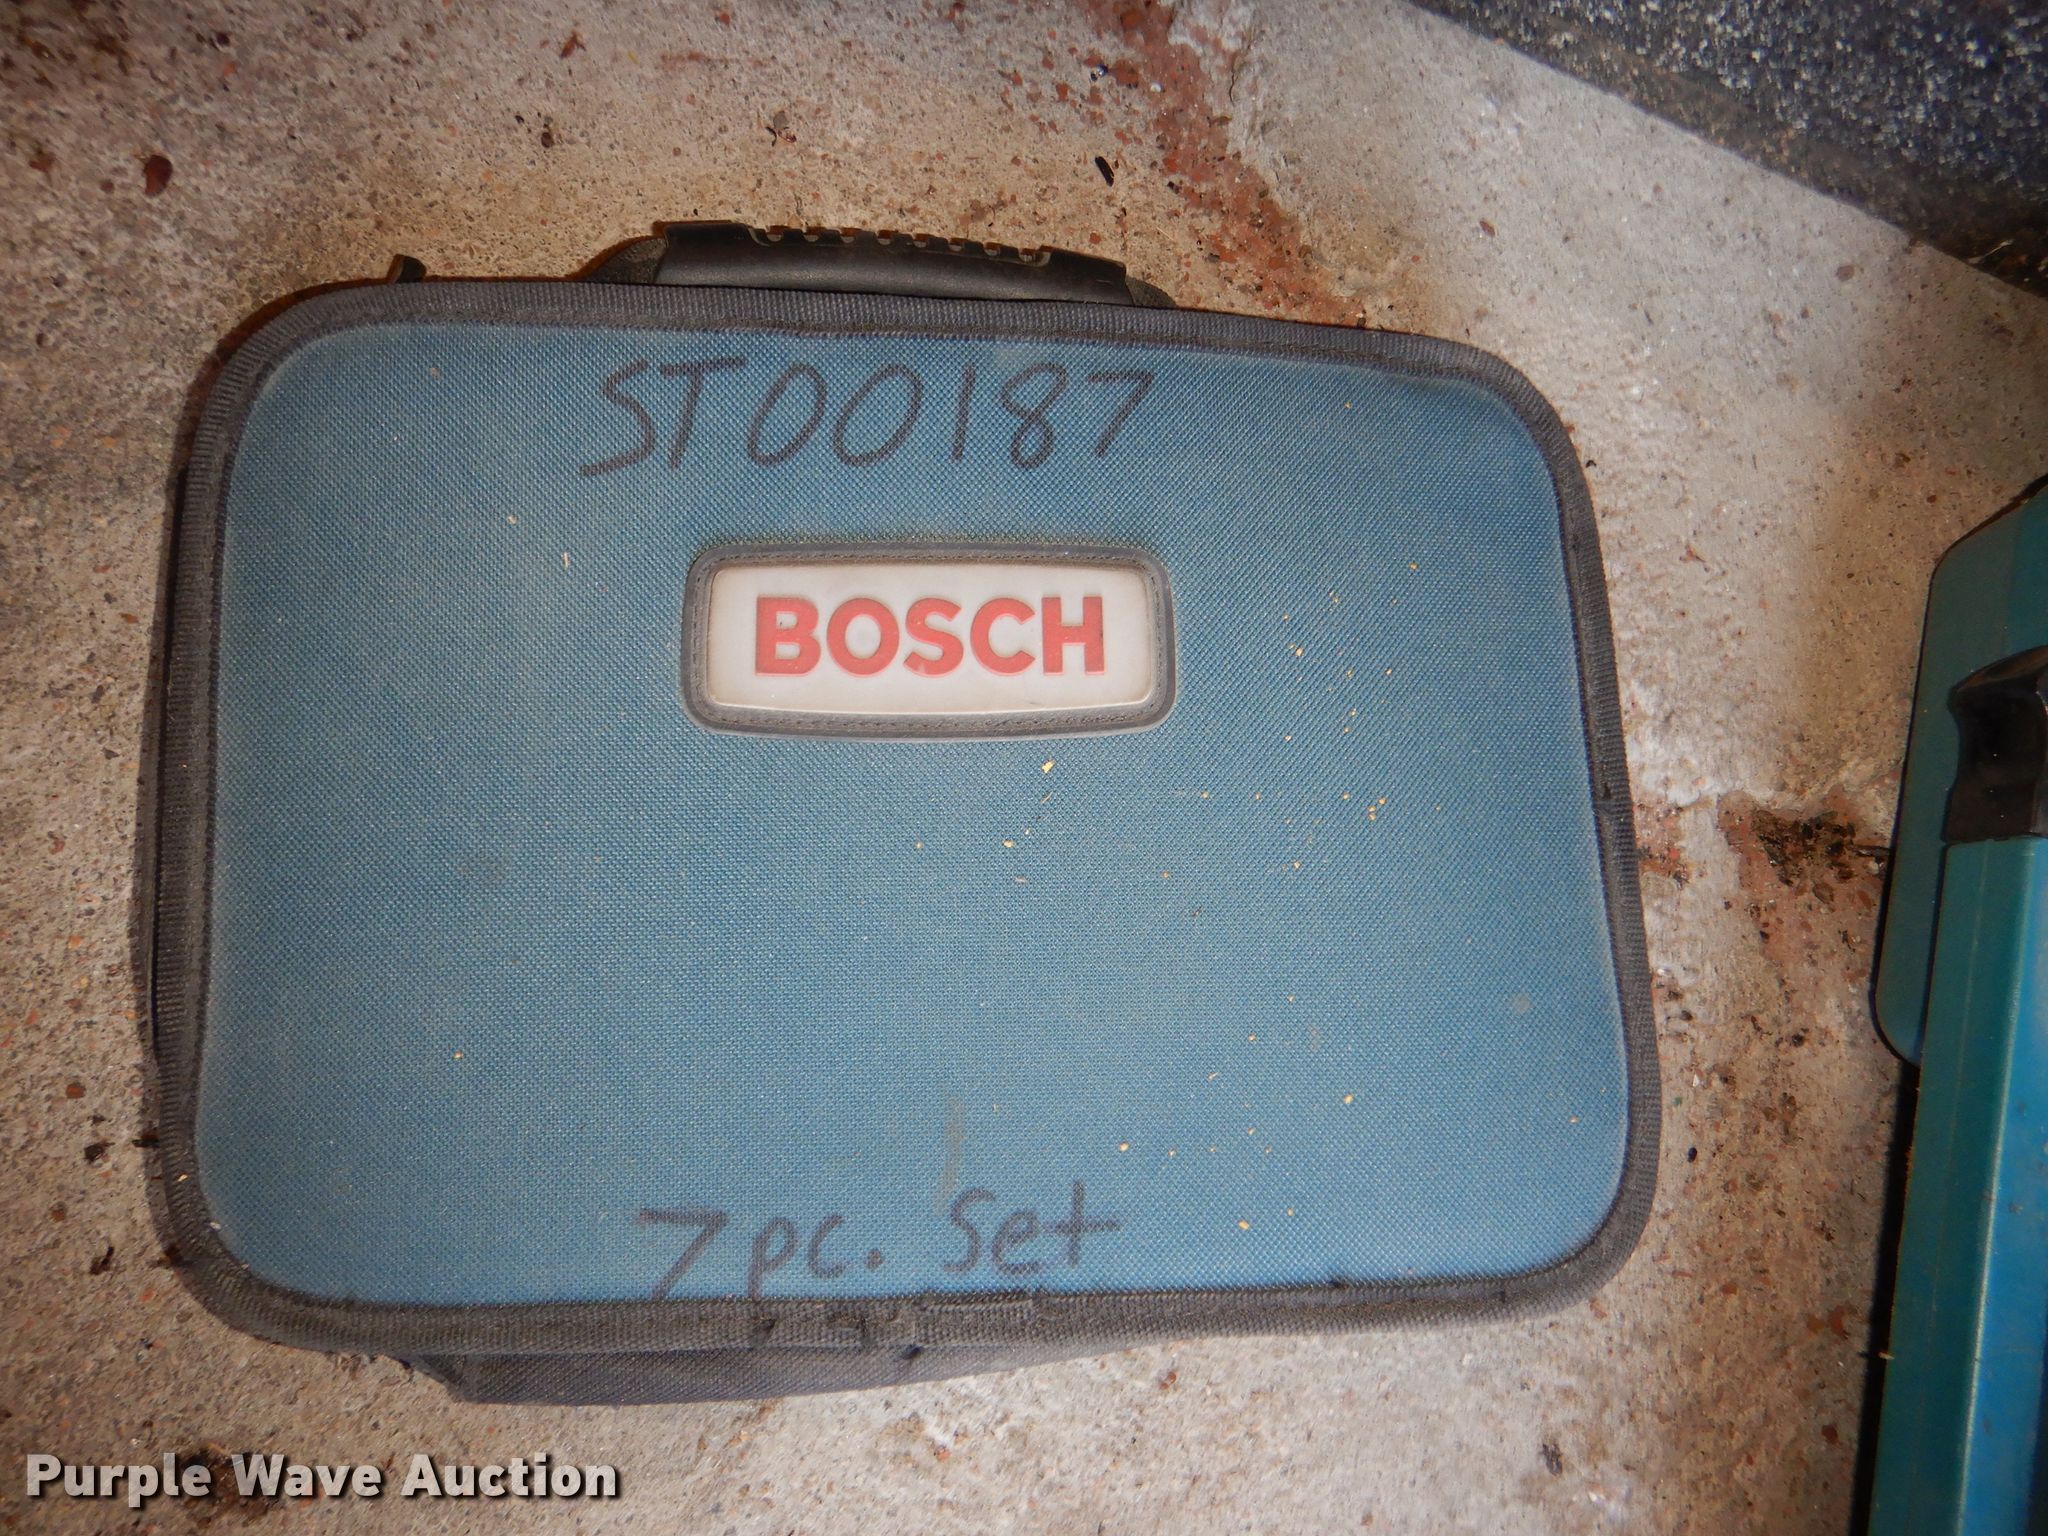 ST00187
BOSCH
7pc. Set
Purple Wave Auction